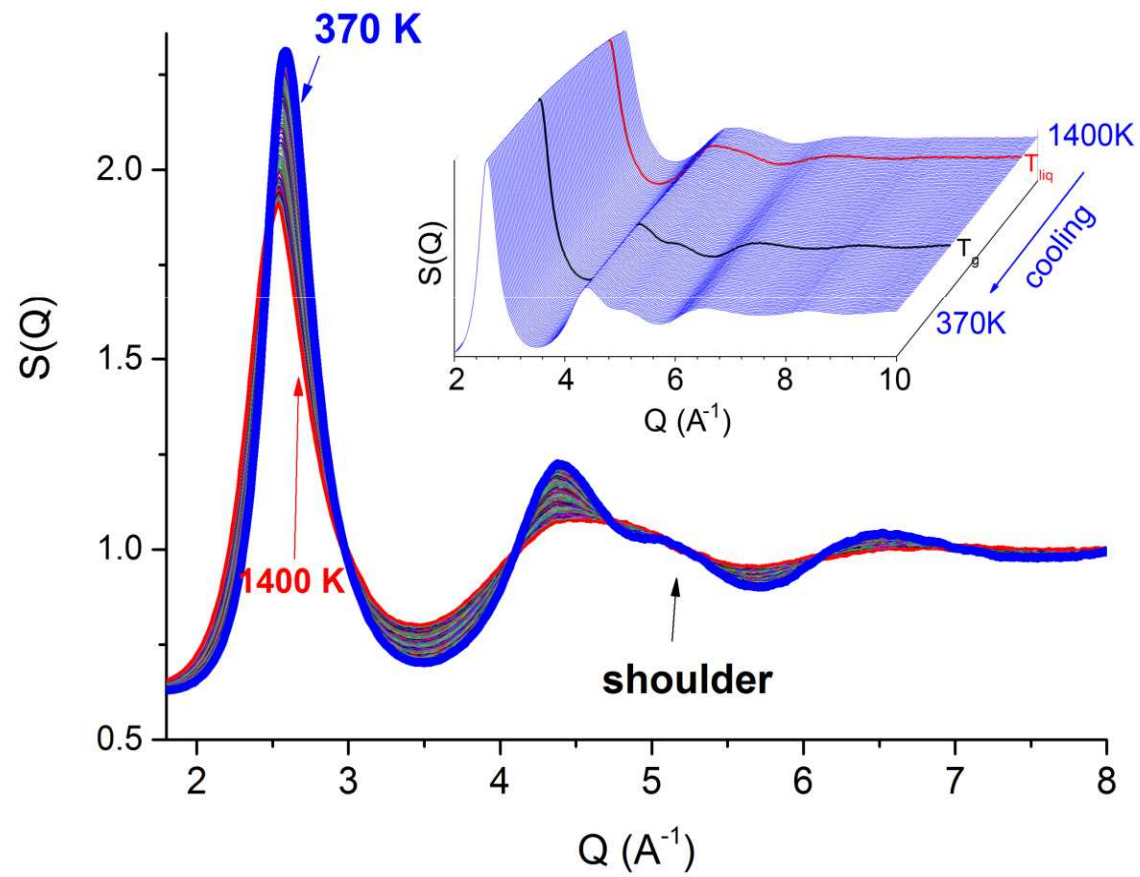 370 K
1400K
T_liq
cooling
T_g
370K
S(Q)
2 4 6 8 10
Q (A^-1)
2.0
1.5
1.0
0.5
S(Q)
1400 K
shoulder
2 3 4 5 6 7 8
Q (A^-1)